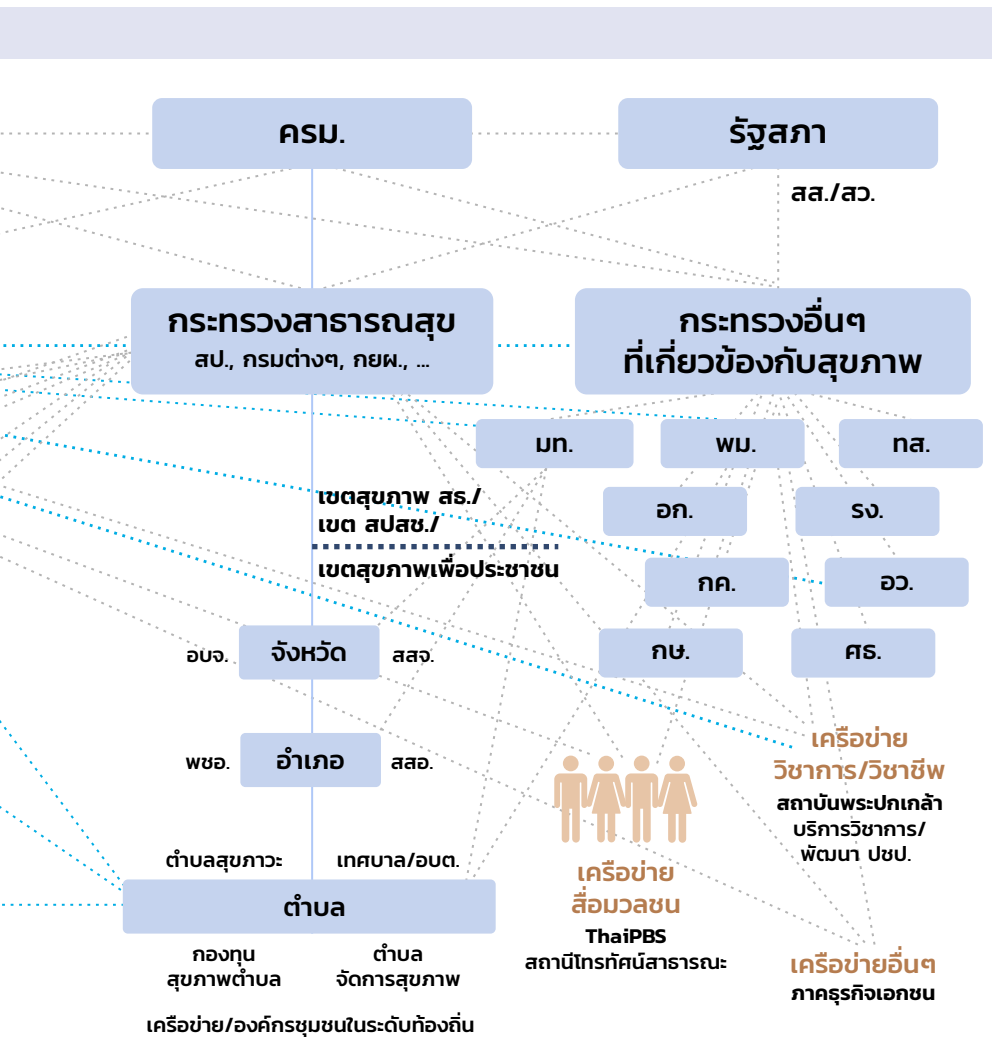 ครม.
รัฐสภา
สส./สว.
กระทรวงสาธารณสุข
สป., กรมต่างๆ, กยผ., ...
กระทรวงอื่นๆ
ที่เกี่ยวข้องกับสุขภาพ
มท.
พม.
ทส.
อก.
รง.
กค.
อว.
กษ.
ศธ.
เขตสุขภาพ สธ./
เขต สปสช./
เขตสุขภาพเพื่อประชาชน
อบจ.
จังหวัด
สสจ.
พชอ.
อำเภอ
สสอ.
ตำบลสุขภาวะ
เทศบาล/อบต.
ตำบล
กองทุน
สุขภาพตำบล
ตำบล
จัดการสุขภาพ
เครือข่าย/องค์กรชุมชนในระดับท้องถิ่น
เครือข่าย
สื่อมวลชน
ThaiPBS
สถานีโทรทัศน์สาธารณะ
เครือข่าย
วิชาการ/วิชาชีพ
สถาบันพระปกเกล้า
บริการวิชาการ/
พัฒนา ปชป.
เครือข่ายอื่นๆ
ภาคธุรกิจเอกชน